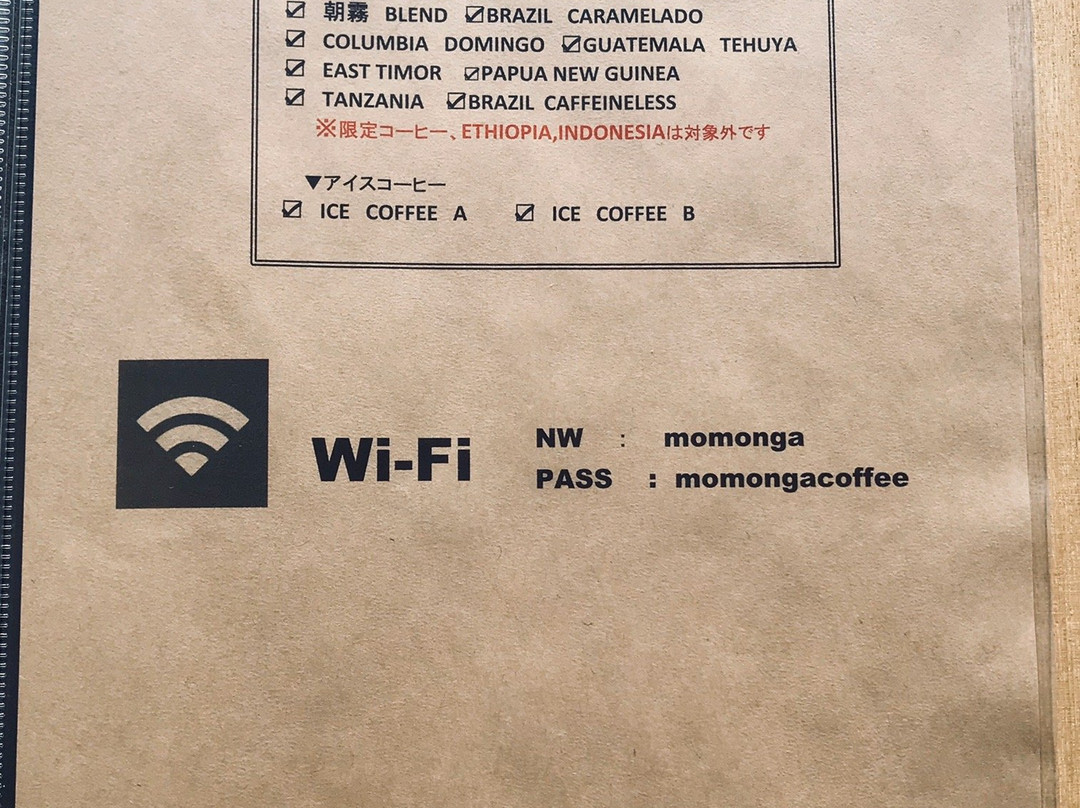 ☑ 朝霧 BLEND ☑BRAZIL CARAMELADO
☑ COLUMBIA DOMINGO ☑GUATEMALA TEHUYA
☑ EAST TIMOR ☑PAPUA NEW GUINEA
☑ TANZANIA ☑BRAZIL CAFFEINELESS
※限定コーヒー、ETHIOPIA,INDONESIAは対象外です
▼アイスコーヒー
☑ ICE COFFEE A ☑ ICE COFFEE B
Wi-Fi
NW : momonga
PASS : momongacoffee